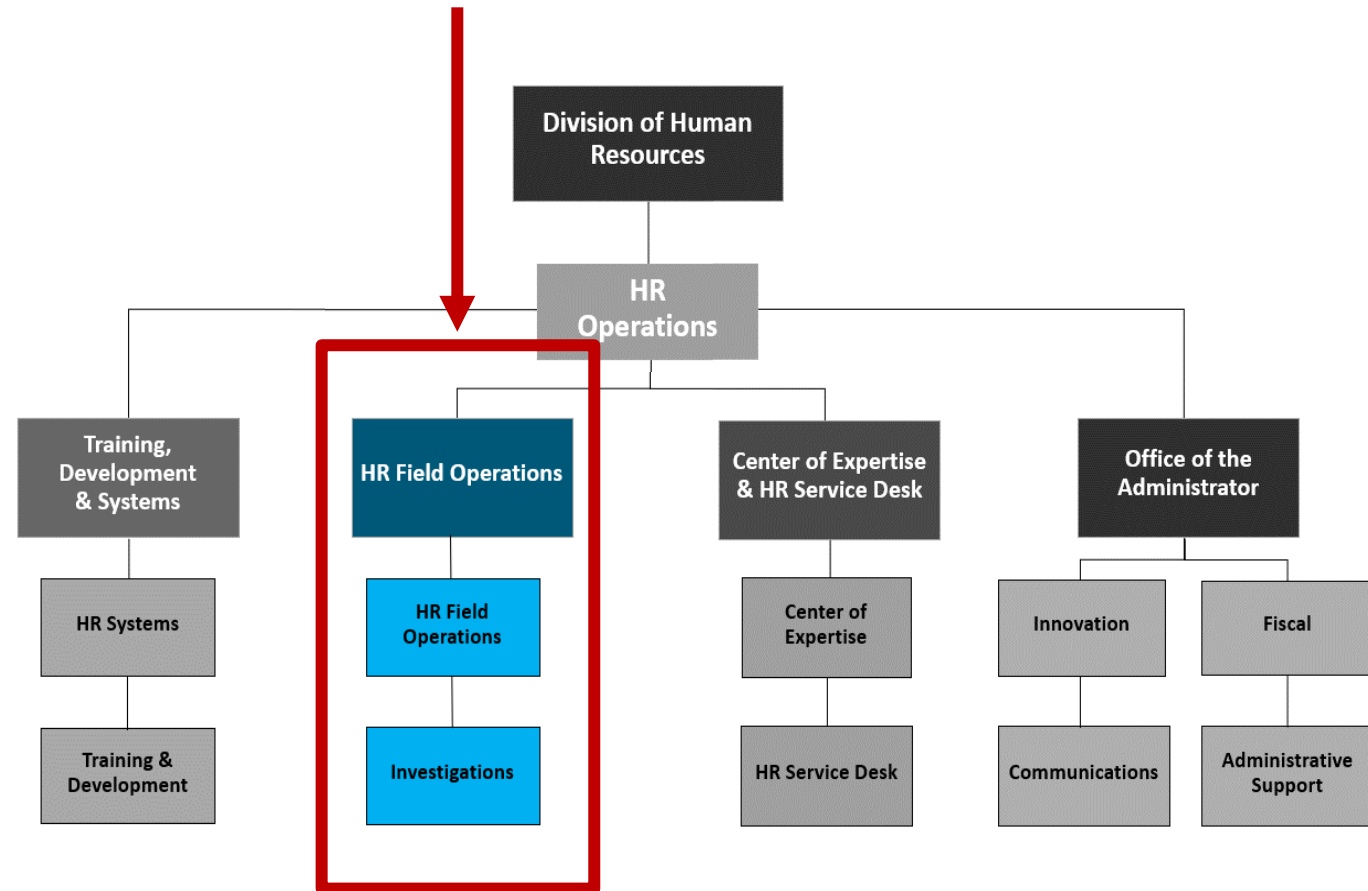 Division of Human
Resources
HR
Operations
Training,
Development
& Systems
HR Field Operations
Center of Expertise
& HR Service Desk
Office of the
Administrator
HR Systems
HR Field
Operations
Center of
Expertise
Innovation
Fiscal
Training &
Development
Investigations
HR Service Desk
Communications
Administrative
Support